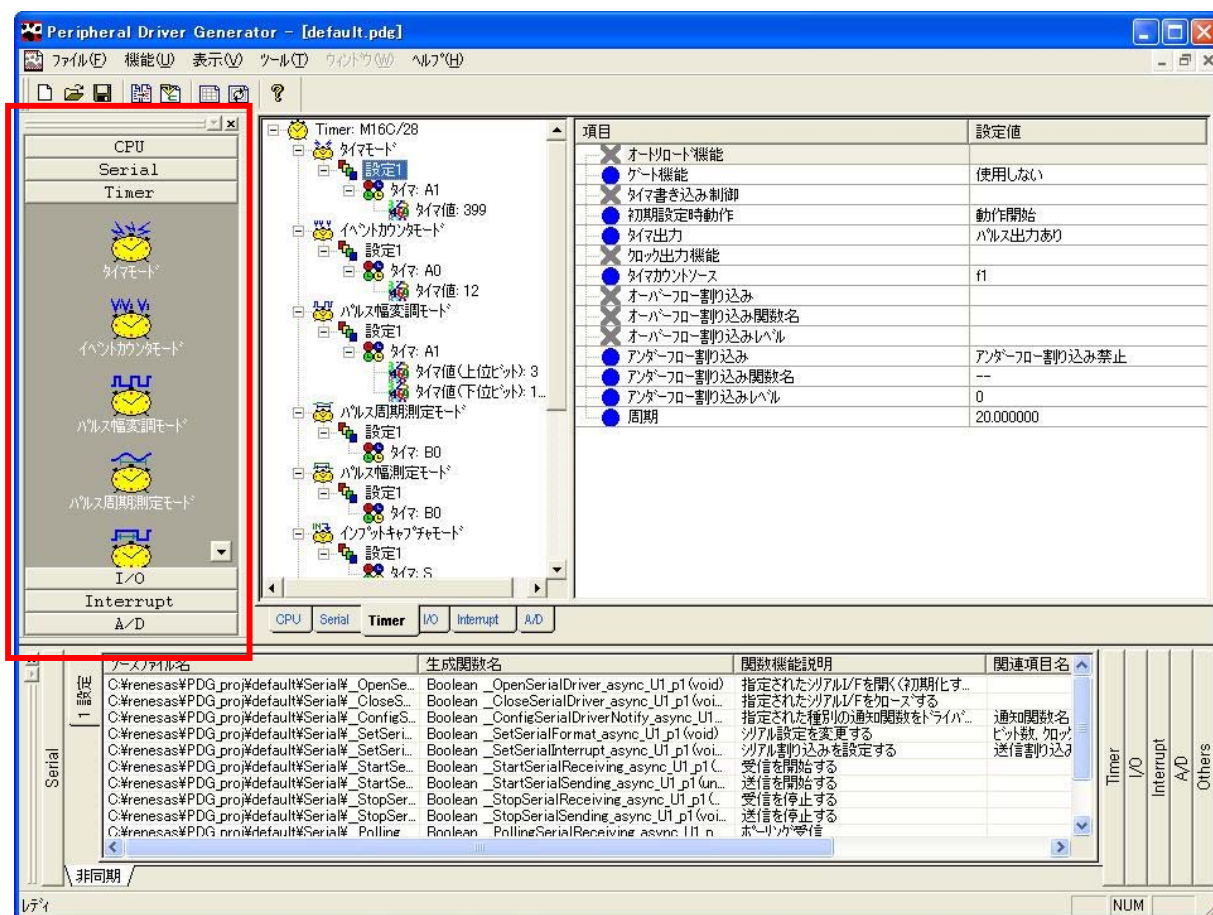 Peripheral Driver Generator - [default.pdg]
ファイル(F) 機能(U) 表示(V) ツール(T) ウィンドウ(W) ヘルプ(H)
CPU
Serial
Timer
タイマモード
イベントカウンタモード
パルス幅変調モード
パルス周期測定モード
I/O
Interrupt
A/D
Timer: M16C/28
タイマモード
設定1
タイマ: A1
タイマ値: 399
イベントカウンタモード
設定1
タイマ: A0
タイマ値: 12
パルス幅変調モード
設定1
タイマ: A1
タイマ値(上位ビット): 3
タイマ値(下位ビット): 1...
パルス周期測定モード
設定1
タイマ: B0
パルス幅測定モード
設定1
タイマ: B0
インプットキャプチャモード
設定1
タイマ: S
CPU Serial Timer I/O Interrupt A/D
項目 設定値
オートリロード機能
ゲート機能 使用しない
タイマ書き込み制御
初期設定時動作 動作開始
タイマ出力 パルス出力あり
クロック出力機能
タイマカウントソース f1
オーバーフロー割り込み
オーバーフロー割り込み関数名
オーバーフロー割り込みレベル
アンダーフロー割り込み アンダーフロー割り込み禁止
アンダーフロー割り込み関数名 --
アンダーフロー割り込みレベル 0
周期 20.000000
Serial
設定1
ソースファイル名 生成関数名 関数機能説明 関連項目名
C:¥renesas¥PDG_proj¥default¥Serial¥_OpenSe... Boolean _OpenSerialDriver_async_U1_p1(void) 指定されたシリアルI/Fを開く(初期化す...
C:¥renesas¥PDG_proj¥default¥Serial¥_CloseS... Boolean _CloseSerialDriver_async_U1_p1(voi... 指定されたシリアルI/Fをクローズする
C:¥renesas¥PDG_proj¥default¥Serial¥_ConfigS... Boolean _ConfigSerialDriverNotify_async_U1... 指定された種別の通知関数をドライバ... 通知関数名
C:¥renesas¥PDG_proj¥default¥Serial¥_SetSeri... Boolean _SetSerialFormat_async_U1_p1(void) シリアル設定を変更する ビット数, クロッ
C:¥renesas¥PDG_proj¥default¥Serial¥_SetSeri... Boolean _SetSerialInterrupt_async_U1_p1(voi... シリアル割り込みを設定する 送信割り込み
C:¥renesas¥PDG_proj¥default¥Serial¥_StartSe... Boolean _StartSerialReceiving_async_U1_p1(... 受信を開始する
C:¥renesas¥PDG_proj¥default¥Serial¥_StartSe... Boolean _StartSerialSending_async_U1_p1(un... 送信を開始する
C:¥renesas¥PDG_proj¥default¥Serial¥_StopSer... Boolean _StopSerialReceiving_async_U1_p1(... 受信を停止する
C:¥renesas¥PDG_proj¥default¥Serial¥_StopSer... Boolean _StopSerialSending_async_U1_p1(voi... 送信を停止する
C:¥renesas¥PDG_proj¥default¥Serial¥_Polling... Boolean _PollingSerialReceiving_async_U1_p... ポーリング受信
Timer
I/O
Interrupt
A/D
Others
非同期
レディ NUM